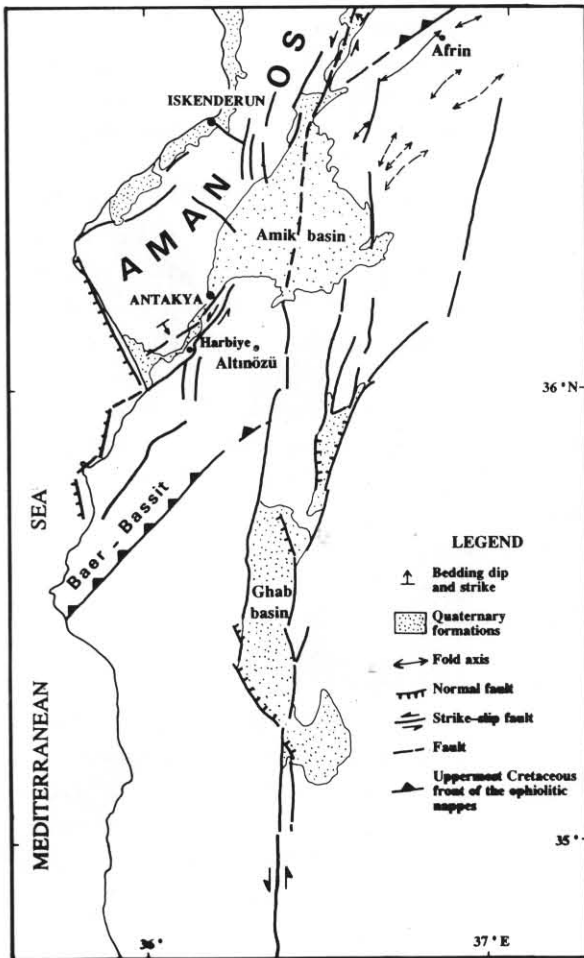 Afrin
AMANOS
ISKENDERUN
Amik basin
ANTAKYA
Harbiye
Altınözü
36° N
SEA
MEDITERRANEAN
Baer - Bassit
Ghab
basin
LEGEND
Bedding dip
and strike
Quaternary
formations
Fold axis
Normal fault
Strike-slip fault
Fault
Uppermost Cretaceous
front of the ophiolitic
nappes
35°
36°
37° E